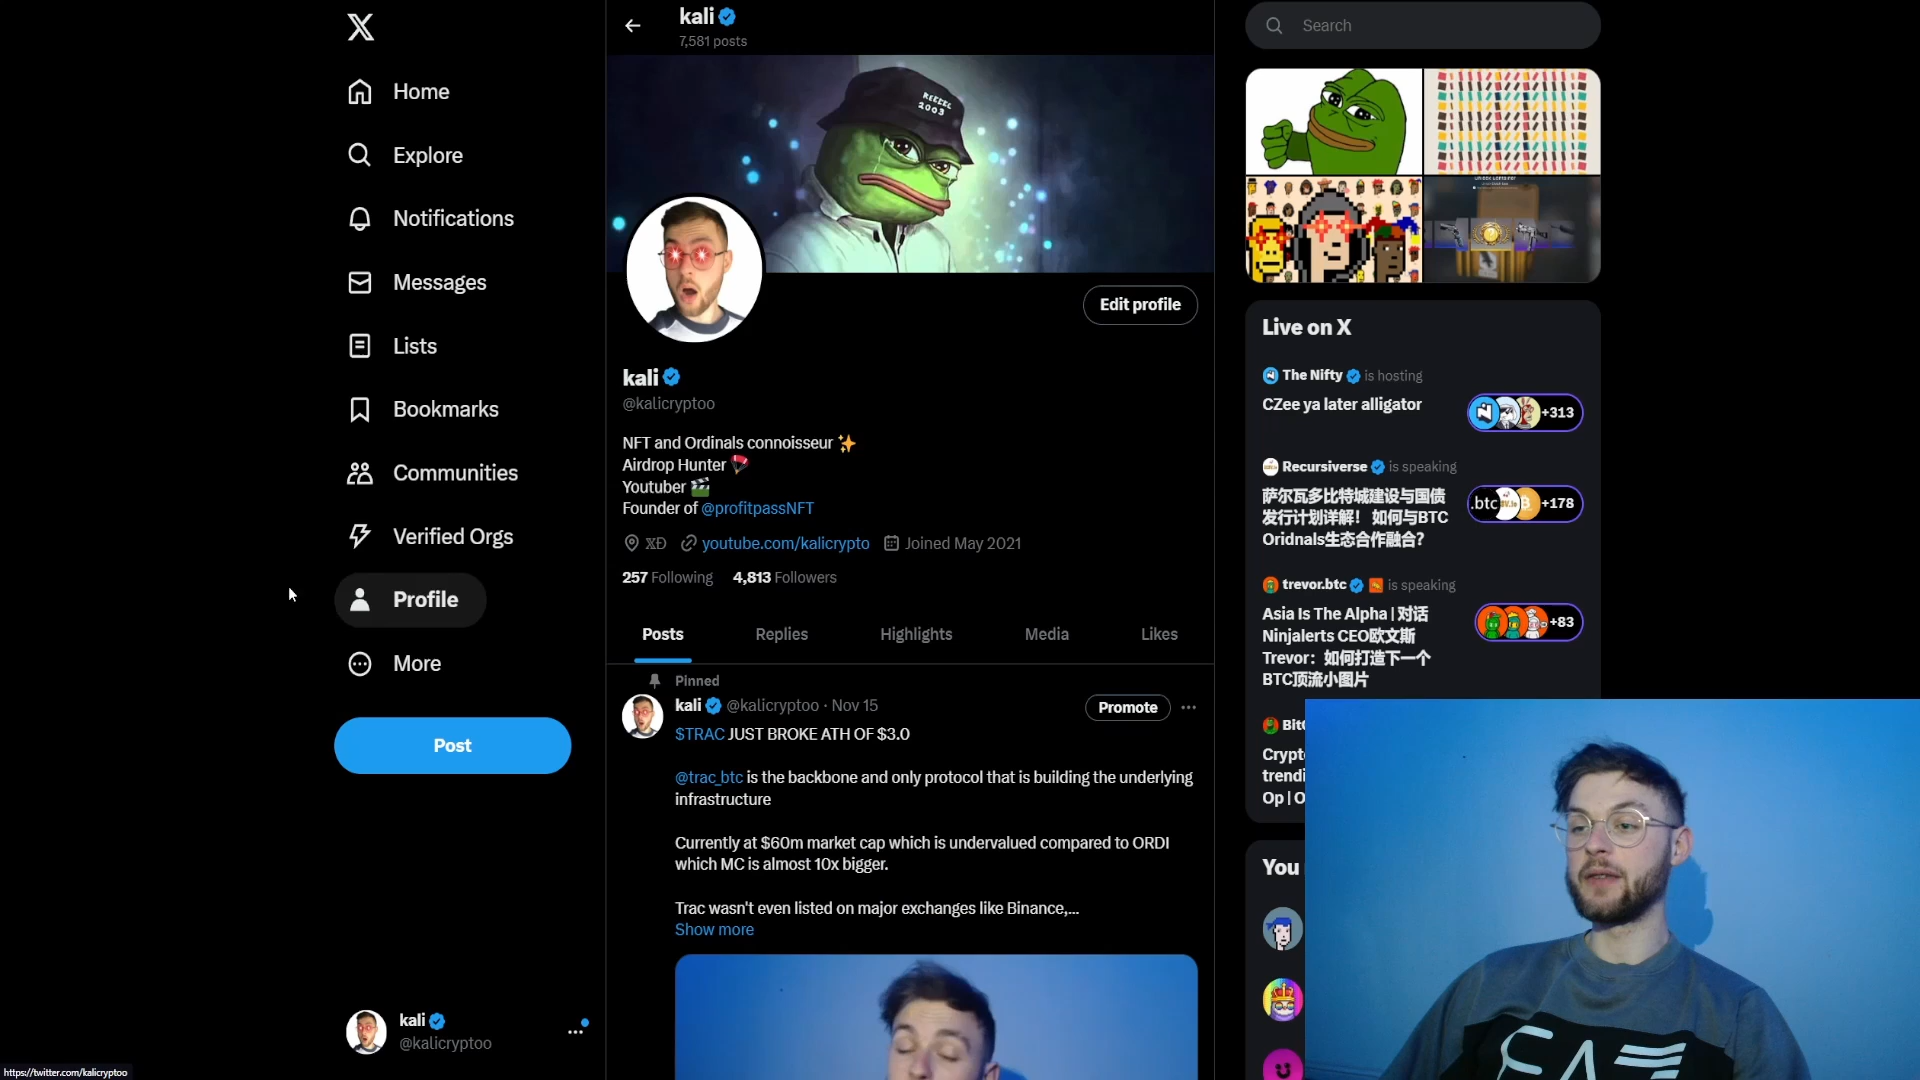 Home
Explore
Notifications
Messages
Lists
Bookmarks
Communities
Verified Orgs
Profile
More
Post
kali
@kalicryptoo
https://twitter.com/kalicryptoo
kali
7,581 posts
REEBEL
2003
Edit profile
kali
@kalicryptoo
NFT and Ordinals connoisseur ✨
Airdrop Hunter 🪂
Youtuber 🎬
Founder of @profitpassNFT
XĐ youtube.com/kalicrypto Joined May 2021
257 Following 4,813 Followers
Posts Replies Highlights Media Likes
Pinned
kali @kalicryptoo · Nov 15
Promote
$TRAC JUST BROKE ATH OF $3.0
@trac_btc is the backbone and only protocol that is building the underlying
infrastructure
Currently at $60m market cap which is undervalued compared to ORDI
which MC is almost 10x bigger.
Trac wasn't even listed on major exchanges like Binance,...
Show more
Search
Live on X
The Nifty is hosting
CZee ya later alligator
+313
Recursiverse is speaking
萨尔瓦多比特城建设与国债
发行计划详解！ 如何与BTC
Oridnals生态合作融合？
.btc
+178
trevor.btc is speaking
Asia Is The Alpha | 对话
Ninjalerts CEO欧文斯
Trevor：如何打造下一个
BTC顶流小图片
+83
Crypt
trendi
Op | O
You